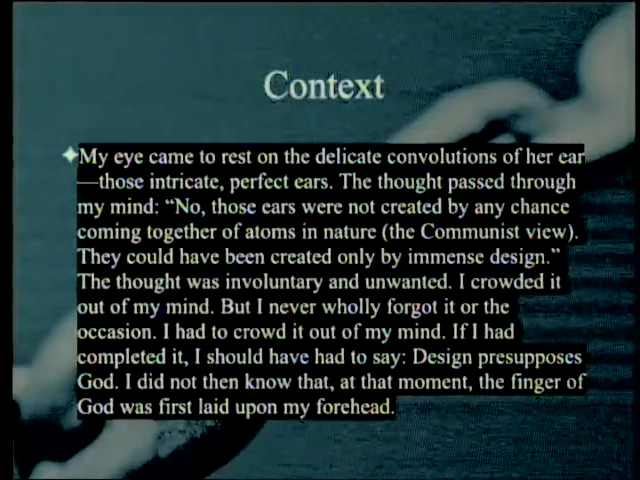 Context
✦My eye came to rest on the delicate convolutions of her ear
—those intricate, perfect ears. The thought passed through
my mind: “No, those ears were not created by any chance
coming together of atoms in nature (the Communist view).
They could have been created only by immense design.”
The thought was involuntary and unwanted. I crowded it
out of my mind. But I never wholly forgot it or the
occasion. I had to crowd it out of my mind. If I had
completed it, I should have had to say: Design presupposes
God. I did not then know that, at that moment, the finger of
God was first laid upon my forehead.